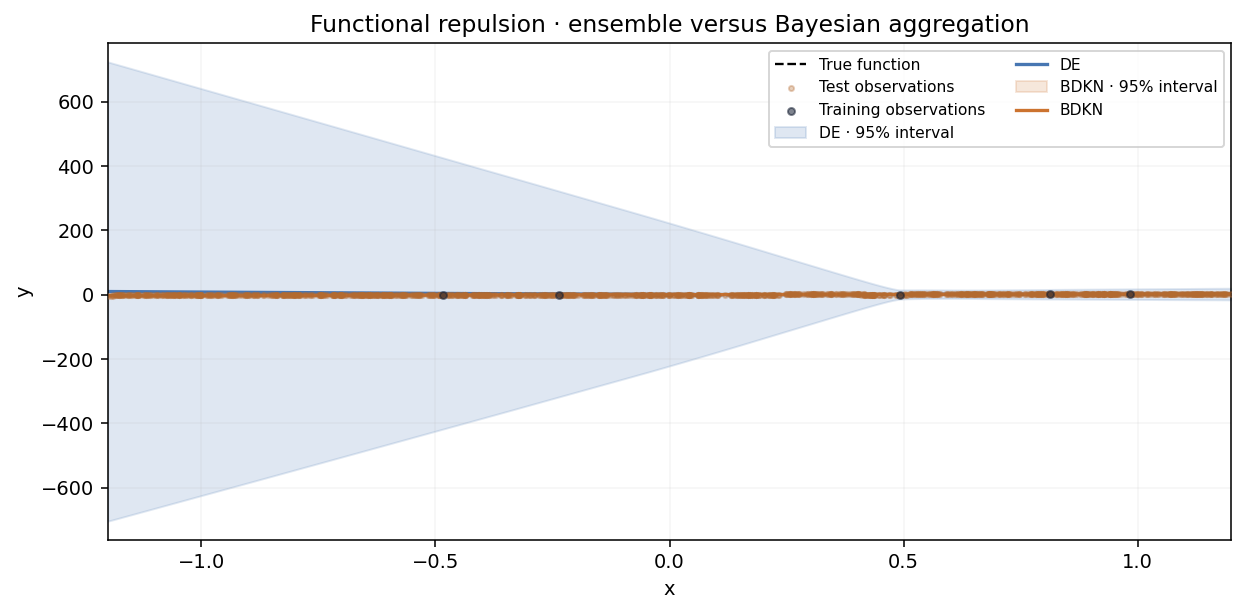 Functional repulsion · ensemble versus Bayesian aggregation
True function
Test observations
Training observations
DE · 95% interval
DE
BDKN · 95% interval
BDKN
y
600
400
200
0
−200
−400
−600
−1.0
−0.5
0.0
0.5
1.0
x